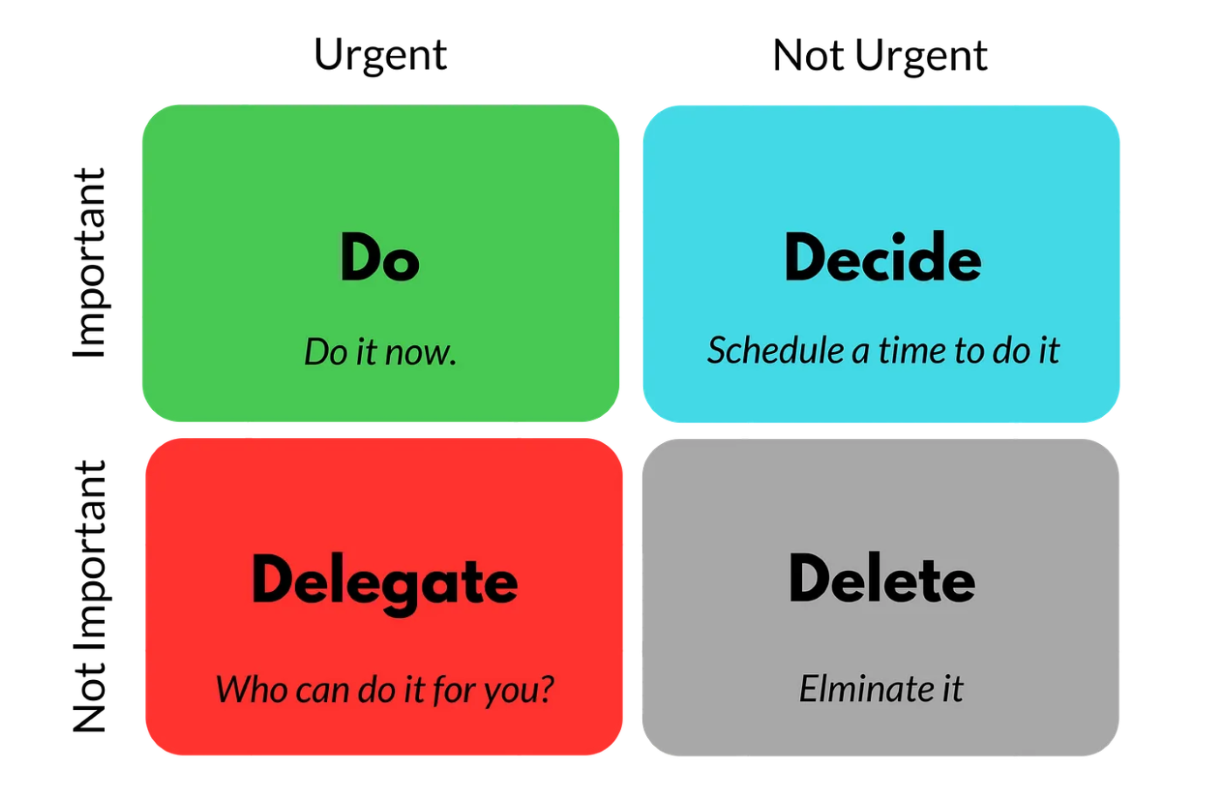 Urgent
Not Urgent
Important
Do
Do it now.
Decide
Schedule a time to do it
Not Important
Delegate
Who can do it for you?
Delete
Elminate it